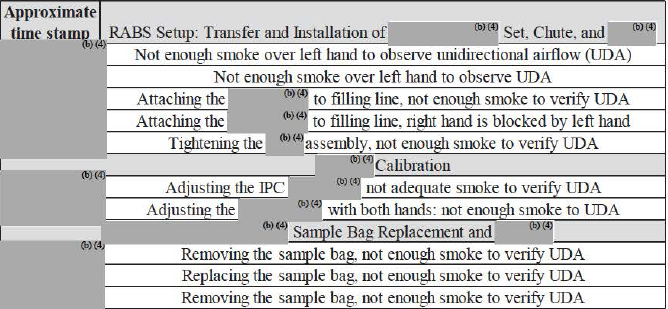 Approximate
time stamp
RABS Setup: Transfer and Installation of (b) (4) Set, Chute, and (b) (4)
(b) (4)
Not enough smoke over left hand to observe unidirectional airflow (UDA)
Not enough smoke over left hand to observe UDA
Attaching the (b) (4) to filling line, not enough smoke to verify UDA
Attaching the (b) (4) to filling line, right hand is blocked by left hand
Tightening the (b) (4) assembly, not enough smoke to verify UDA
(b) (4) Calibration
(b) (4)
Adjusting the IPC (b) (4) not adequate smoke to verify UDA
Adjusting the (b) (4) with both hands: not enough smoke to UDA
(b) (4) Sample Bag Replacement and (b) (4)
(b) (4)
Removing the sample bag, not enough smoke to verify UDA
Replacing the sample bag, not enough smoke to verify UDA
Removing the sample bag, not enough smoke to verify UDA